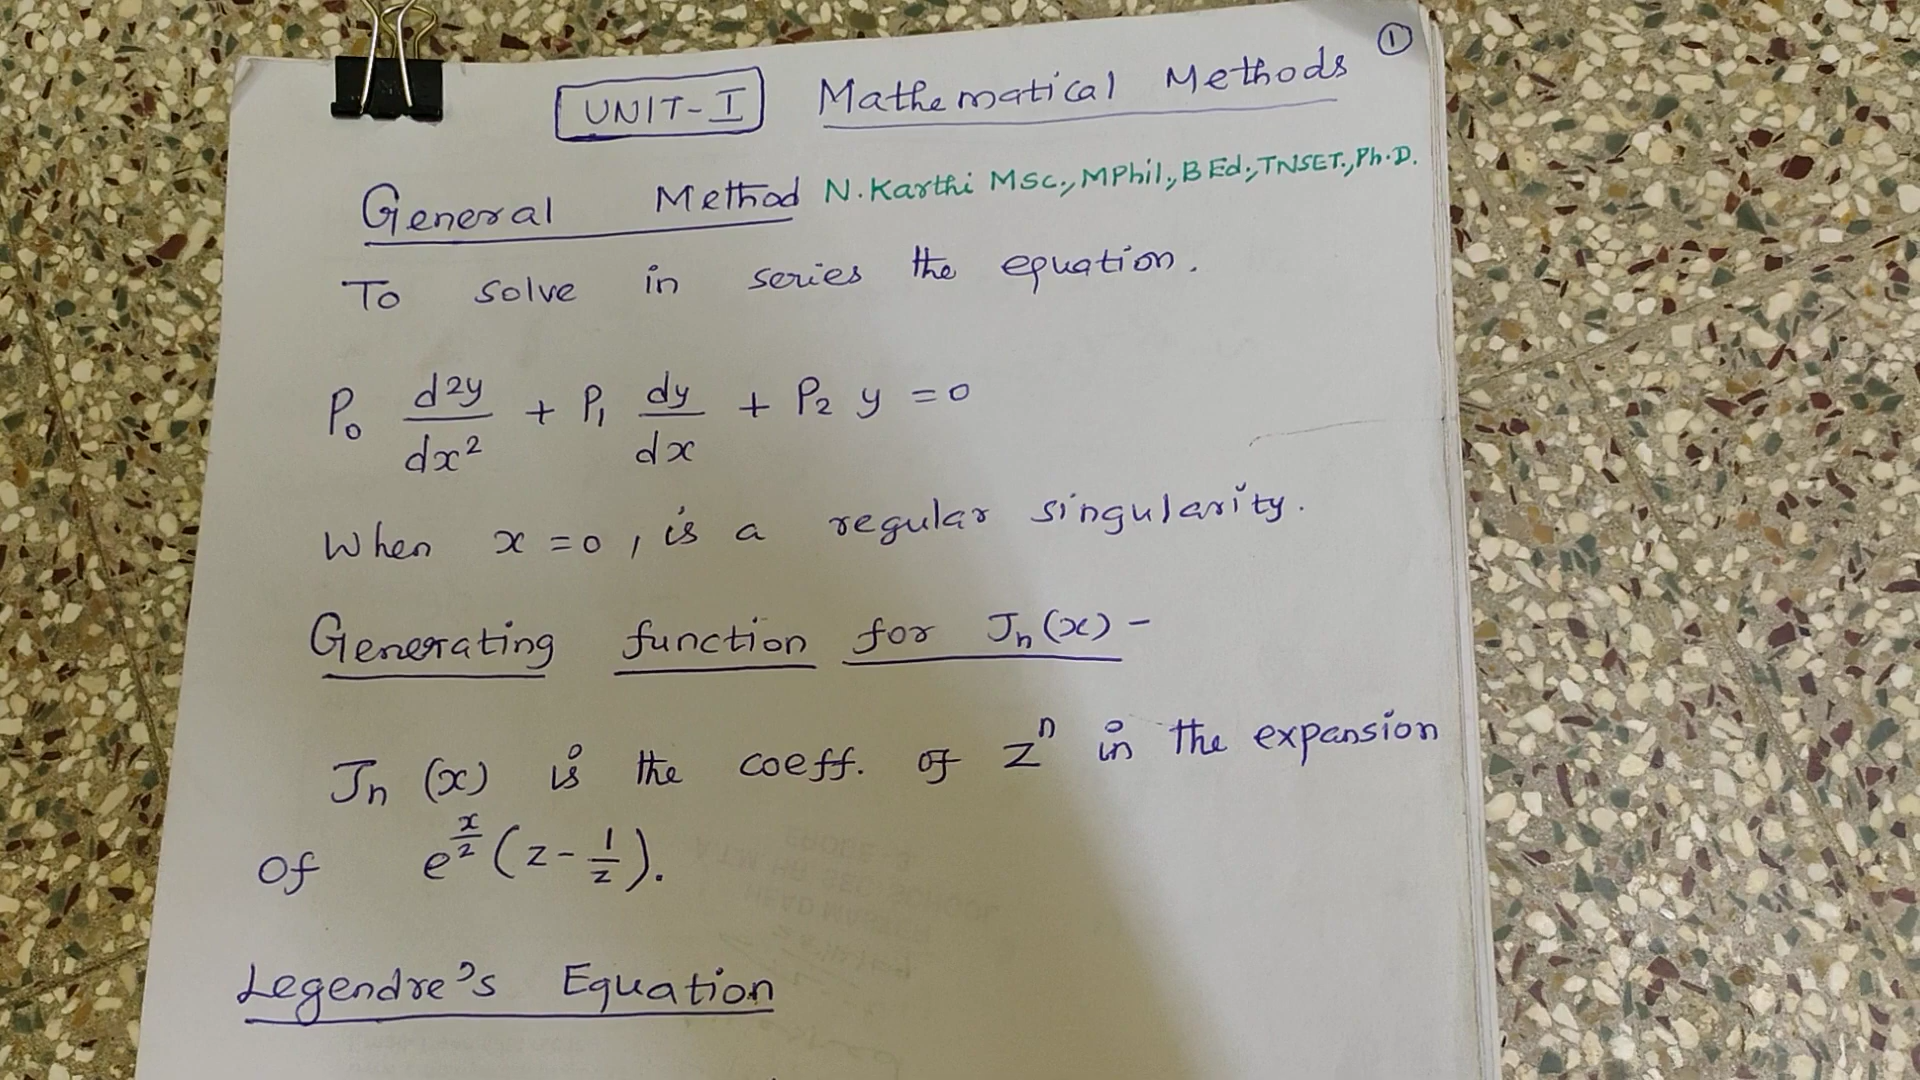 UNIT-I Mathematical Methods ①
General Method N. Karthi MSc., MPhil., B Ed., TNSET., Ph.D.
To solve in series the equation.
P₀ d2y/dx² + P₁ dy/dx + P₂ y = 0
When x = 0, is a regular singularity.
Generating function for Jₙ(x) -
Jₙ (x) is the coeff. of zⁿ in the expansion
of e^(x/2) (z - 1/z).
Legendre's Equation